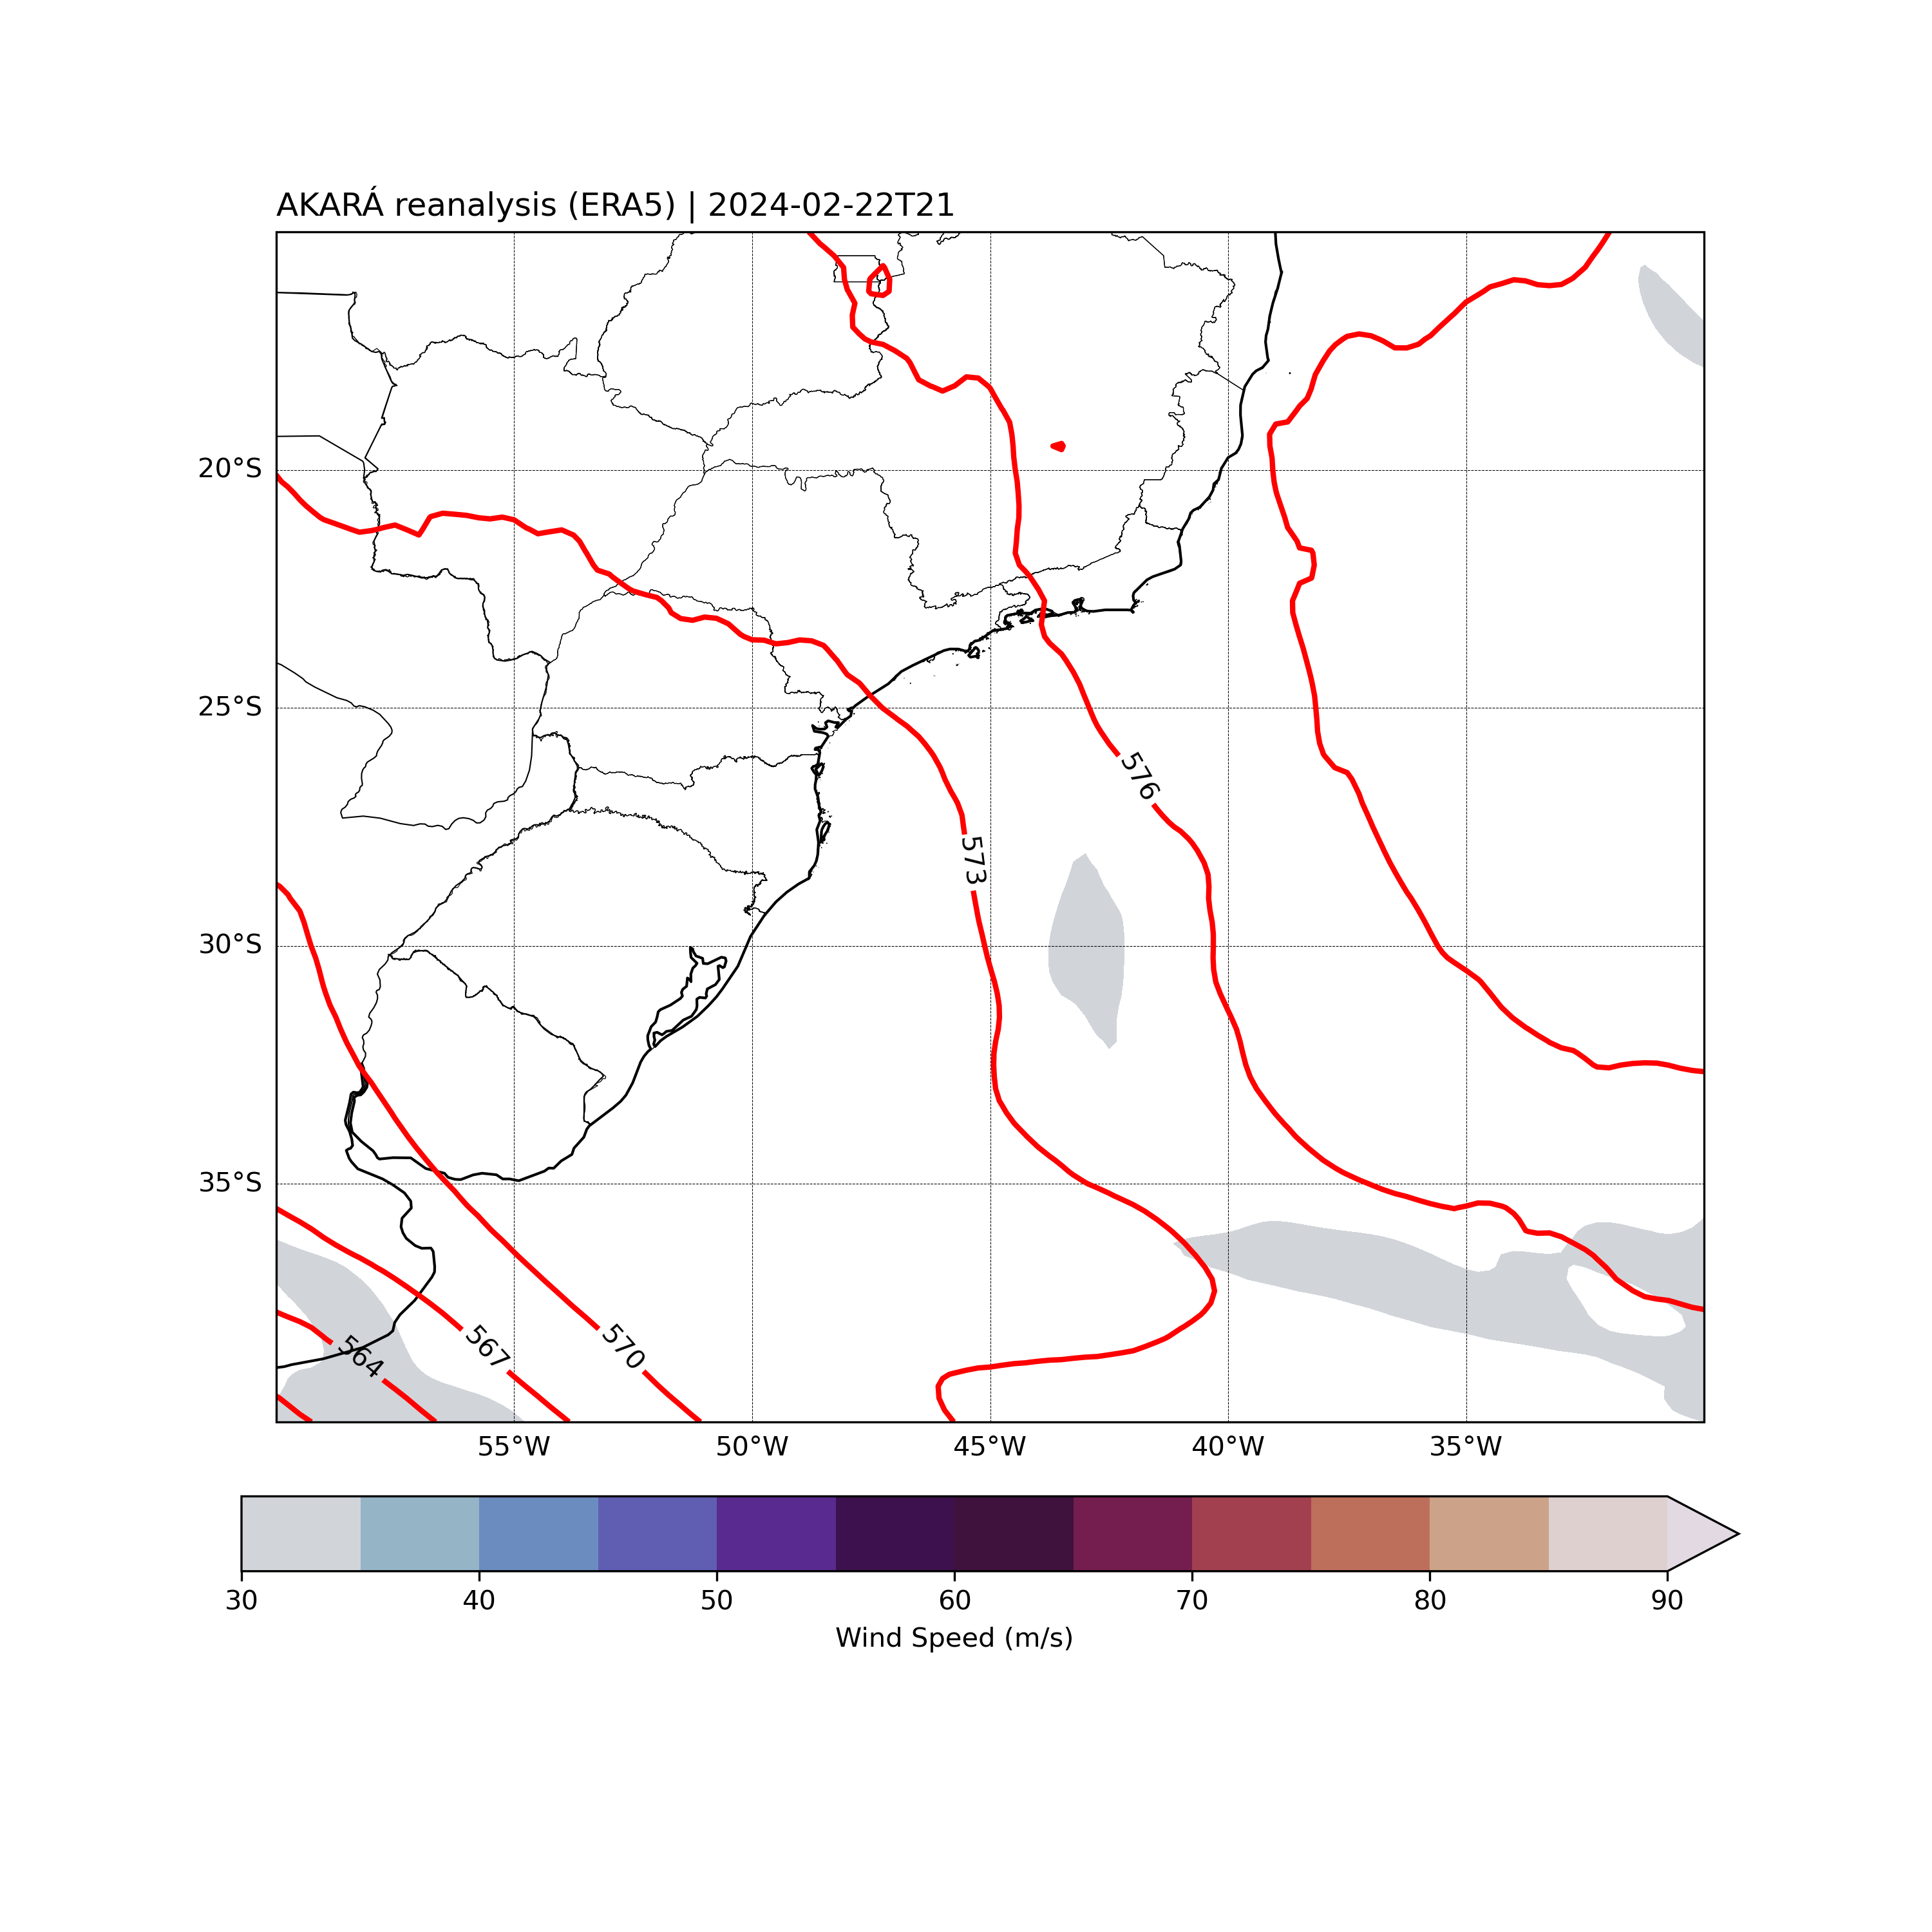 AKARÁ reanalysis (ERA5) | 2024-02-22T21
20°S
25°S
30°S
35°S
576
573
570
567
564
55°W 50°W 45°W 40°W 35°W
30 40 50 60 70 80 90
Wind Speed (m/s)